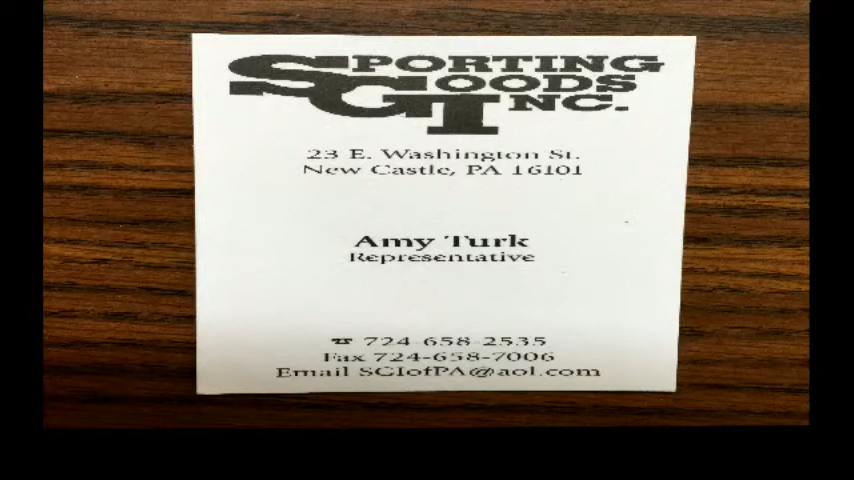 SPORTING
GOODS
INC.
23 E. Washington St.
New Castle, PA 16101
Amy Turk
Representative
☎ 724-658-2535
Fax 724-658-7006
Email SGIofPA@aol.com